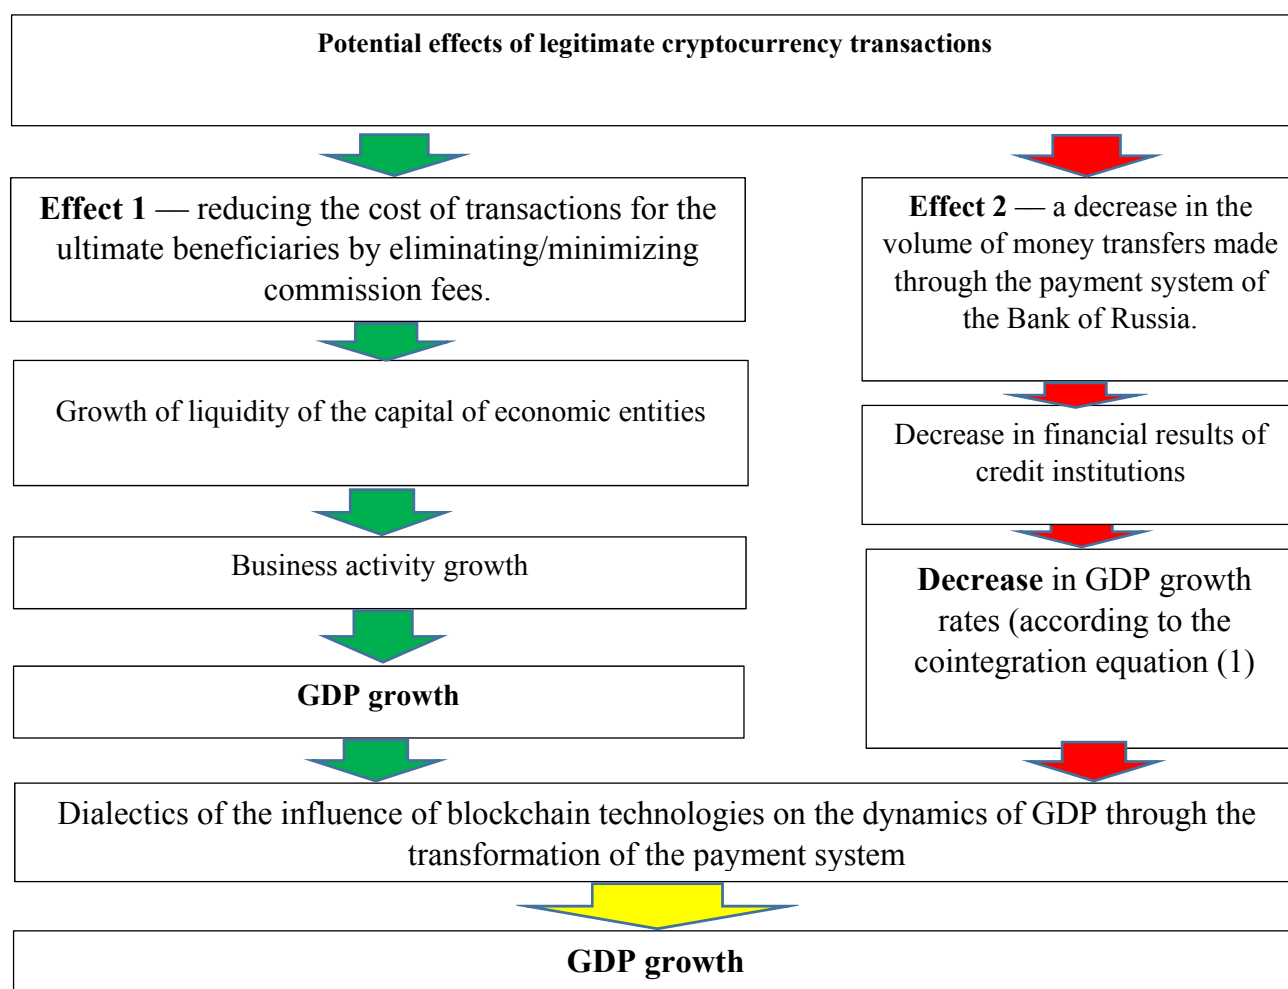 Potential effects of legitimate cryptocurrency transactions
Effect 1 — reducing the cost of transactions for the
ultimate beneficiaries by eliminating/minimizing
commission fees.
Growth of liquidity of the capital of economic entities
Business activity growth
GDP growth
Effect 2 — a decrease in the
volume of money transfers made
through the payment system of
the Bank of Russia.
Decrease in financial results of
credit institutions
Decrease in GDP growth
rates (according to the
cointegration equation (1)
Dialectics of the influence of blockchain technologies on the dynamics of GDP through the
transformation of the payment system
GDP growth